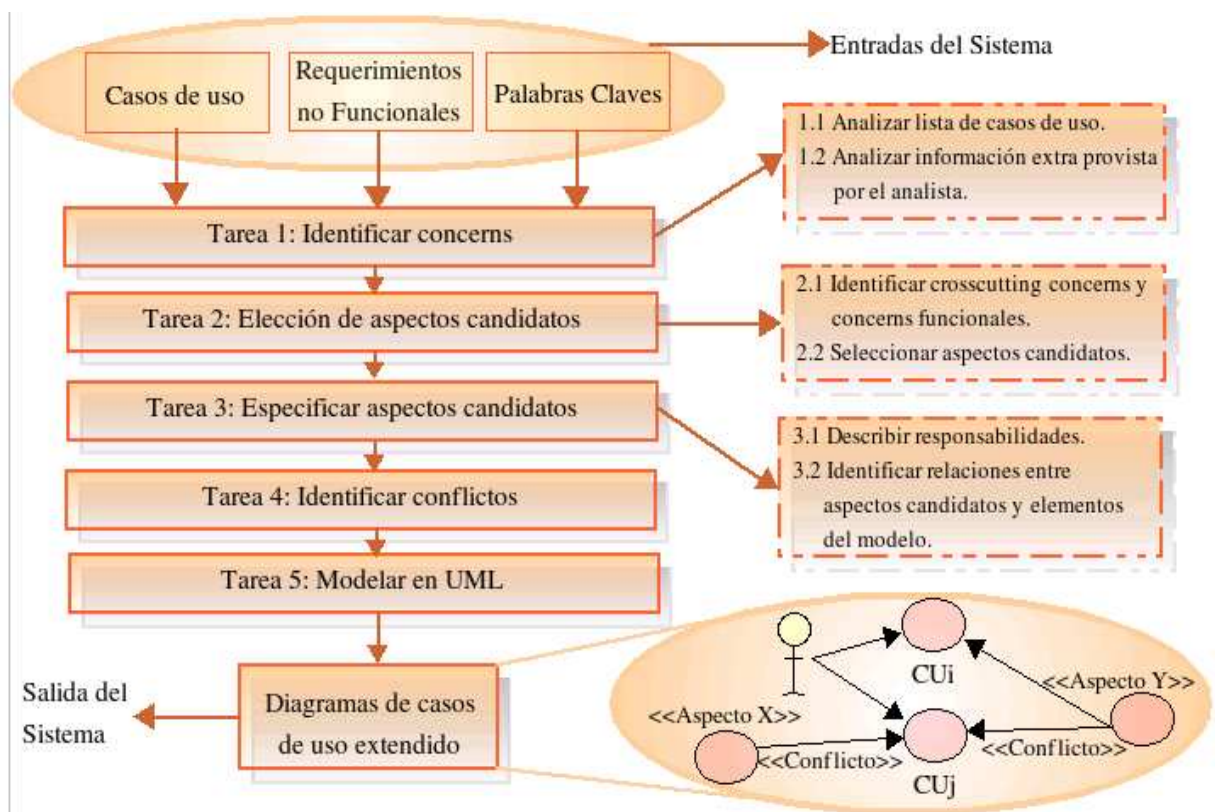 Entradas del Sistema
Casos de uso
Requerimientos
no Funcionales
Palabras Claves
1.1 Analizar lista de casos de uso.
1.2 Analizar información extra provista
por el analista.
Tarea 1: Identificar concerns
Tarea 2: Elección de aspectos candidatos
2.1 Identificar crosscutting concerns y
concerns funcionales.
2.2 Seleccionar aspectos candidatos.
Tarea 3: Especificar aspectos candidatos
3.1 Describir responsabilidades.
3.2 Identificar relaciones entre
aspectos candidatos y elementos
del modelo.
Tarea 4: Identificar conflictos
Tarea 5: Modelar en UML
Salida del
Sistema
Diagramas de casos
de uso extendido
CUi
<<Aspecto Y>>
<<Aspecto X>>
<<Conflicto>>
<<Conflicto>>
CUj